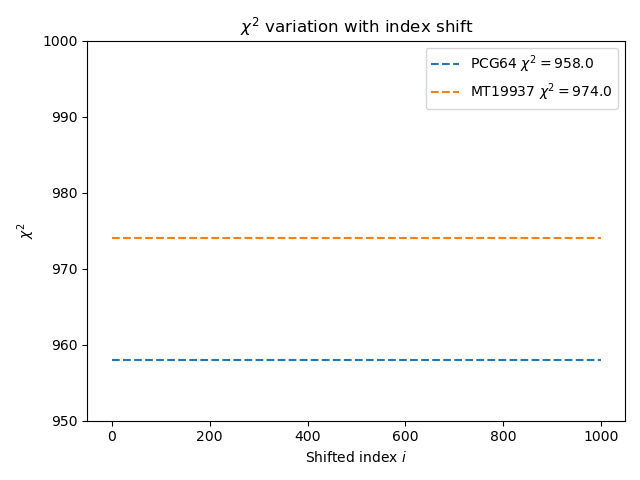 χ² variation with index shift
PCG64 χ² = 958.0
MT19937 χ² = 974.0
1000
990
980
970
960
950
χ²
0 200 400 600 800 1000
Shifted index i